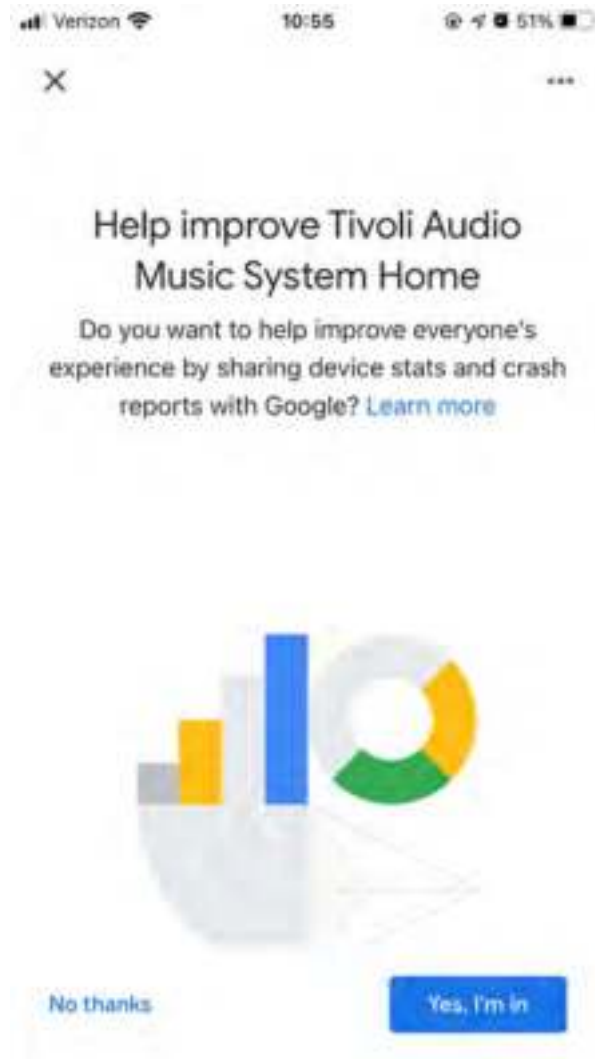 Verizon 10:55 51%
Help improve Tivoli Audio
Music System Home
Do you want to help improve everyone's
experience by sharing device stats and crash
reports with Google? Learn more
No thanks Yes, I'm in